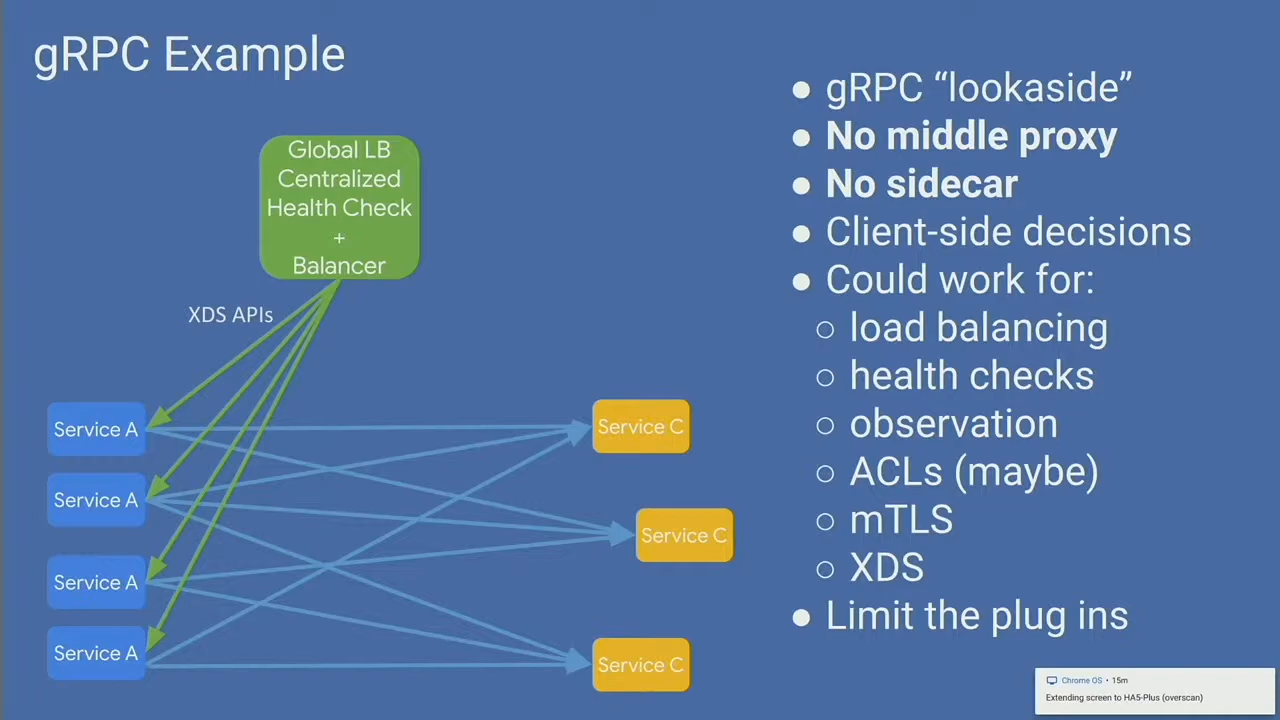 gRPC Example
Global LB
Centralized
Health Check
+
Balancer
XDS APIs
Service A
Service A
Service A
Service A
Service C
Service C
Service C
● gRPC “lookaside”
● No middle proxy
● No sidecar
● Client-side decisions
● Could work for:
○ load balancing
○ health checks
○ observation
○ ACLs (maybe)
○ mTLS
○ XDS
● Limit the plug ins
Chrome OS • 15m
Extending screen to HA5-Plus (overscan)